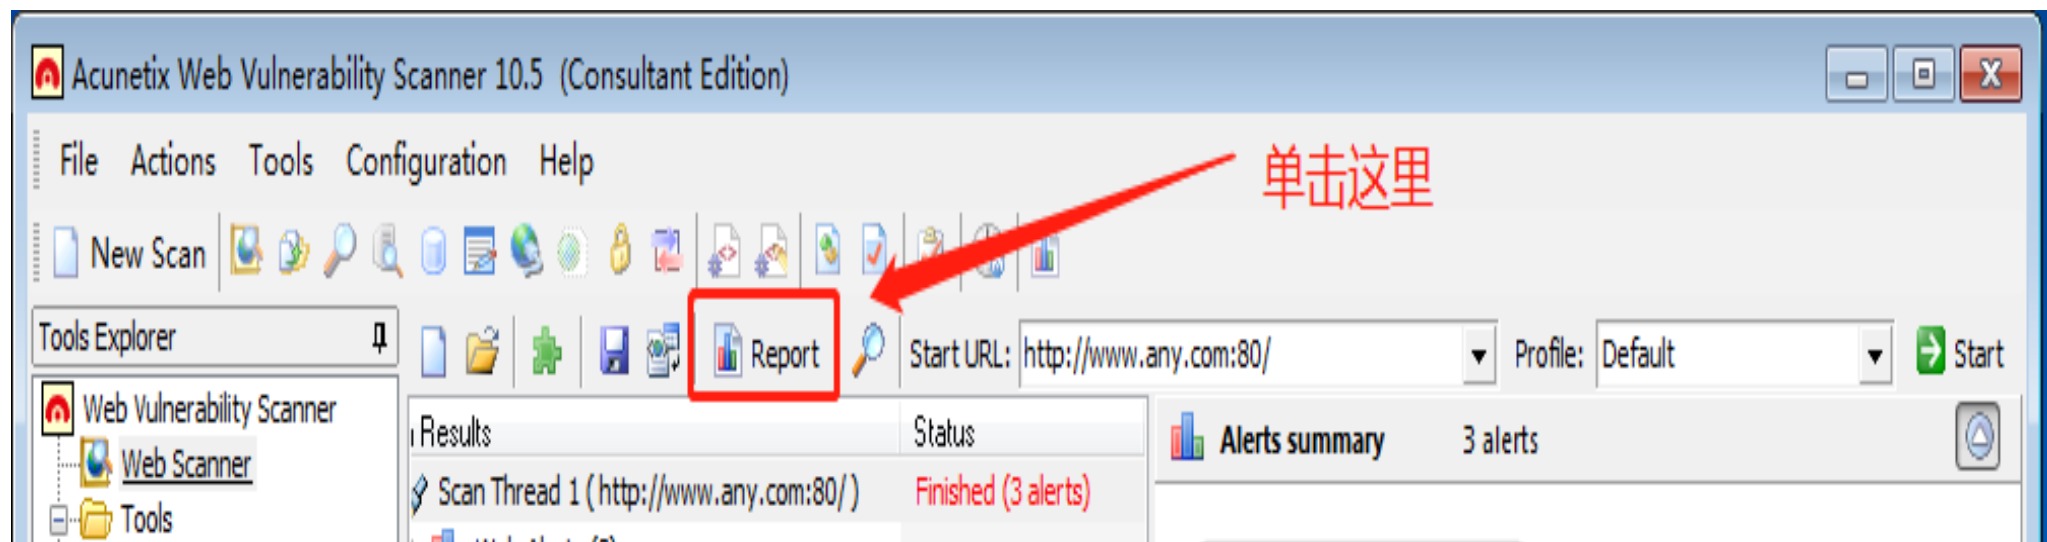 Acunetix Web Vulnerability Scanner 10.5 (Consultant Edition)
File Actions Tools Configuration Help
单击这里
New Scan
Tools Explorer
Report
Start URL: http://www.any.com:80/
Profile: Default
Start
Web Vulnerability Scanner
Web Scanner
Tools
Results Status
Scan Thread 1 ( http://www.any.com:80/ ) Finished (3 alerts)
Alerts summary 3 alerts